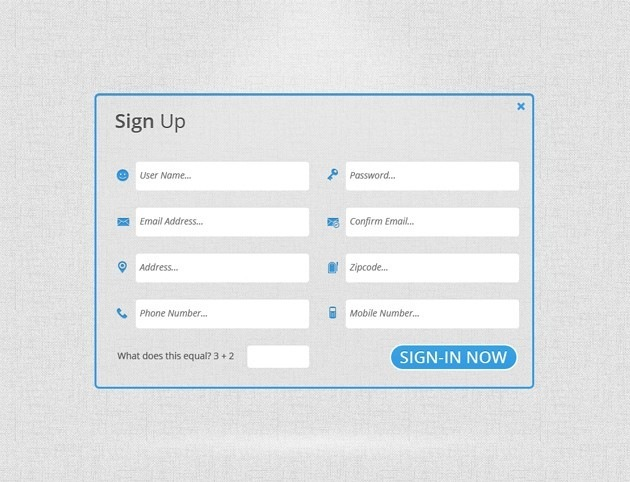 Sign Up
User Name...
Password...
Email Address...
Confirm Email...
Address...
Zipcode...
Phone Number...
Mobile Number...
What does this equal? 3 + 2
SIGN-IN NOW